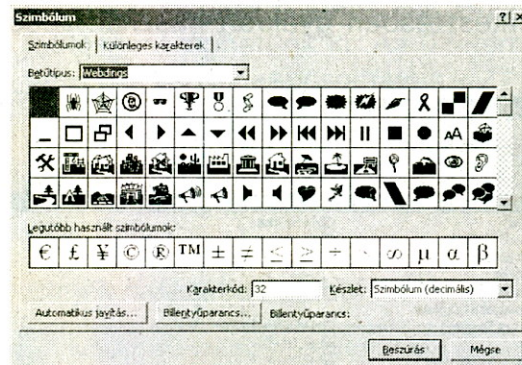 Szimbólum
Szimbólumok Különleges karakterek
Betűtípus: Webdings
Legutóbb használt szimbólumok:
€ £ ¥ © ® ™ ± ≠ ≤ ≥ ÷ ∞ µ α β
Karakterkód: 32 Készlet: Szimbólum (decimális)
Automatikus javítás... Billentyűparancs... Billentyűparancs:
Beszúrás Mégse